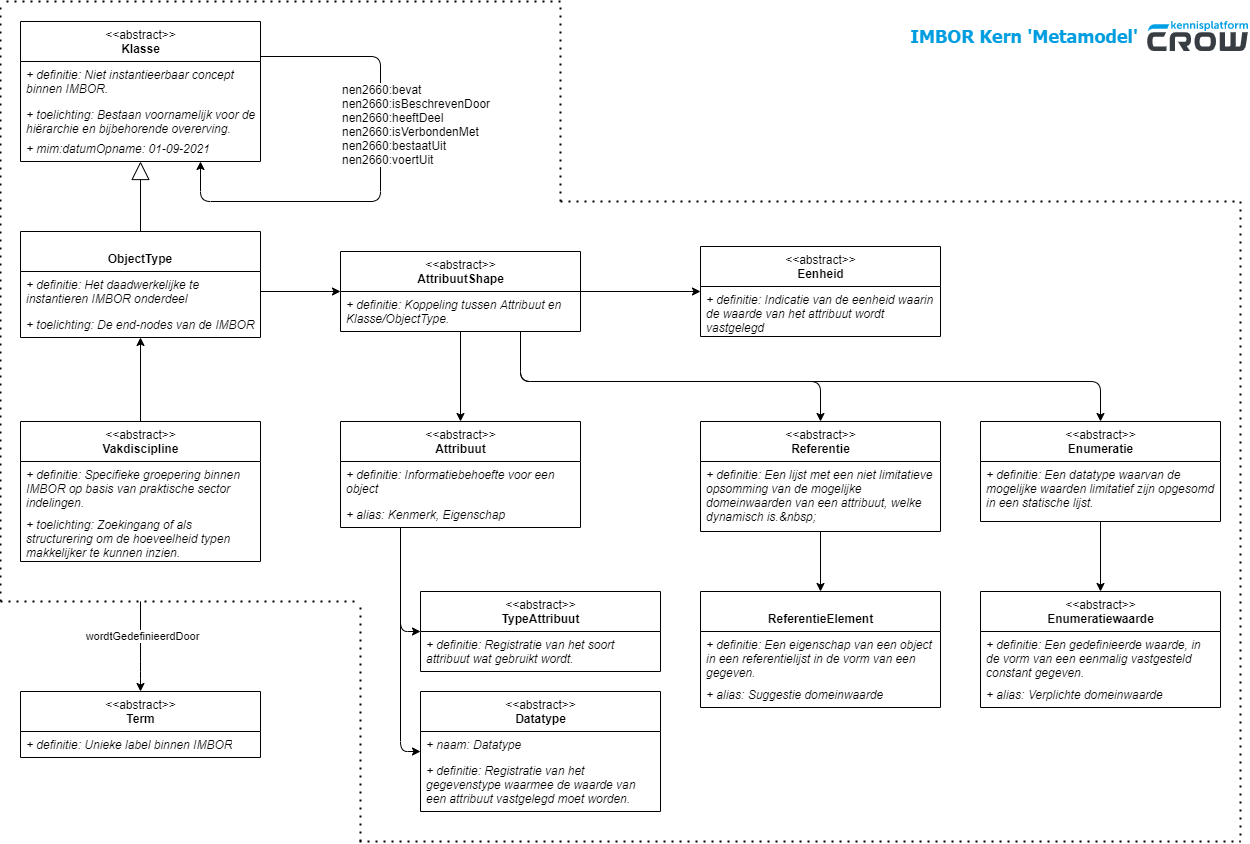 IMBOR Kern 'Metamodel'
kennisplatform
CROW
<<abstract>>
Klasse
+ definitie: Niet instantieerbaar concept
binnen IMBOR.
+ toelichting: Bestaan voornamelijk voor de
hiërarchie en bijbehorende overerving.
+ mim:datumOpname: 01-09-2021
nen2660:bevat
nen2660:isBeschrevenDoor
nen2660:heeftDeel
nen2660:isVerbondenMet
nen2660:bestaatUit
nen2660:voertUit
ObjectType
+ definitie: Het daadwerkelijke te
instantieren IMBOR onderdeel
+ toelichting: De end-nodes van de IMBOR
<<abstract>>
AttribuutShape
+ definitie: Koppeling tussen Attribuut en
Klasse/ObjectType.
<<abstract>>
Eenheid
+ definitie: Indicatie van de eenheid waarin
de waarde van het attribuut wordt
vastgelegd
<<abstract>>
Vakdiscipline
+ definitie: Specifieke groepering binnen
IMBOR op basis van praktische sector
indelingen.
+ toelichting: Zoekingang of als
structurering om de hoeveelheid typen
makkelijker te kunnen inzien.
<<abstract>>
Attribuut
+ definitie: Informatiebehoefte voor een
object
+ alias: Kenmerk, Eigenschap
<<abstract>>
Referentie
+ definitie: Een lijst met een niet limitatieve
opsomming van de mogelijke
domeinwaarden van een attribuut, welke
dynamisch is.&nbsp;
<<abstract>>
Enumeratie
+ definitie: Een datatype waarvan de
mogelijke waarden limitatief zijn opgesomd
in een statische lijst.
wordtGedefinieerdDoor
<<abstract>>
Term
+ definitie: Unieke label binnen IMBOR
<<abstract>>
TypeAttribuut
+ definitie: Registratie van het soort
attribuut wat gebruikt wordt.
<<abstract>>
Datatype
+ naam: Datatype
+ definitie: Registratie van het
gegevenstype waarmee de waarde van
een attribuut vastgelegd moet worden.
ReferentieElement
+ definitie: Een eigenschap van een object
in een referentielijst in de vorm van een
gegeven.
+ alias: Suggestie domeinwaarde
<<abstract>>
Enumeratiewaarde
+ definitie: Een gedefinieerde waarde, in
de vorm van een eenmalig vastgesteld
constant gegeven.
+ alias: Verplichte domeinwaarde